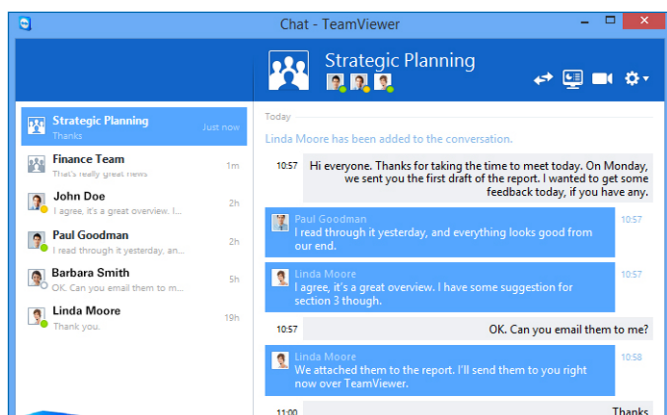 Chat - TeamViewer
Strategic Planning
Strategic Planning
Thanks
Just now
Finance Team
That's really great news
1m
John Doe
I agree, it's a great overview. I...
2h
Paul Goodman
I read through it yesterday, an...
2h
Barbara Smith
OK. Can you email them to m...
5h
Linda Moore
Thank you.
19h
Today
Linda Moore has been added to the conversation.
10:57
Hi everyone. Thanks for taking the time to meet today. On Monday,
we sent you the first draft of the report. I wanted to get some
feedback today, if you have any.
Paul Goodman
10:57
I read through it yesterday, and everything looks good from
our end.
Linda Moore
10:57
I agree, it's a great overview. I have some suggestion for
section 3 though.
10:57
OK. Can you email them to me?
Linda Moore
10:58
We attached them to the report. I'll send them to you right
now over TeamViewer.
11:00
Thanks